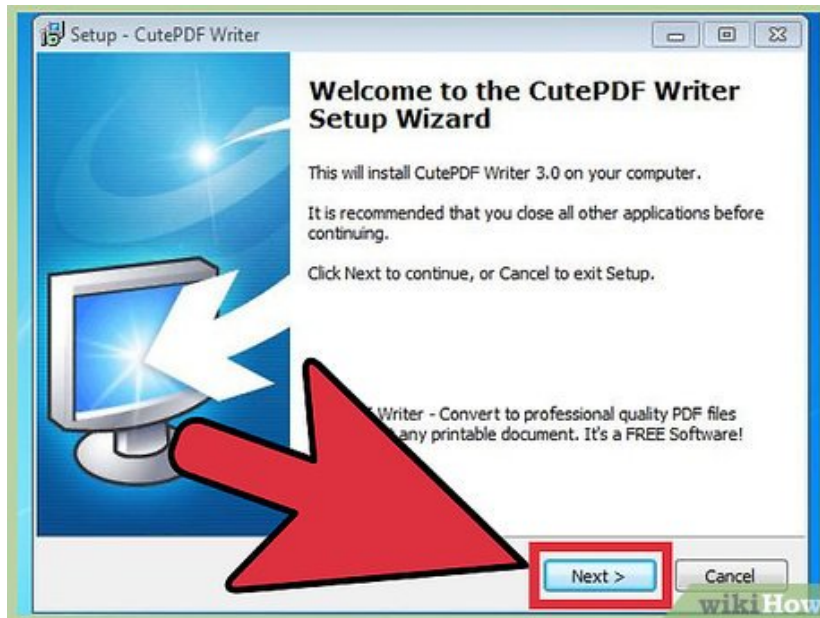 Setup - CutePDF Writer
Welcome to the CutePDF Writer
Setup Wizard
This will install CutePDF Writer 3.0 on your computer.
It is recommended that you close all other applications before
continuing.
Click Next to continue, or Cancel to exit Setup.
Writer - Convert to professional quality PDF files
any printable document. It's a FREE Software!
Next >
Cancel
wikiHow